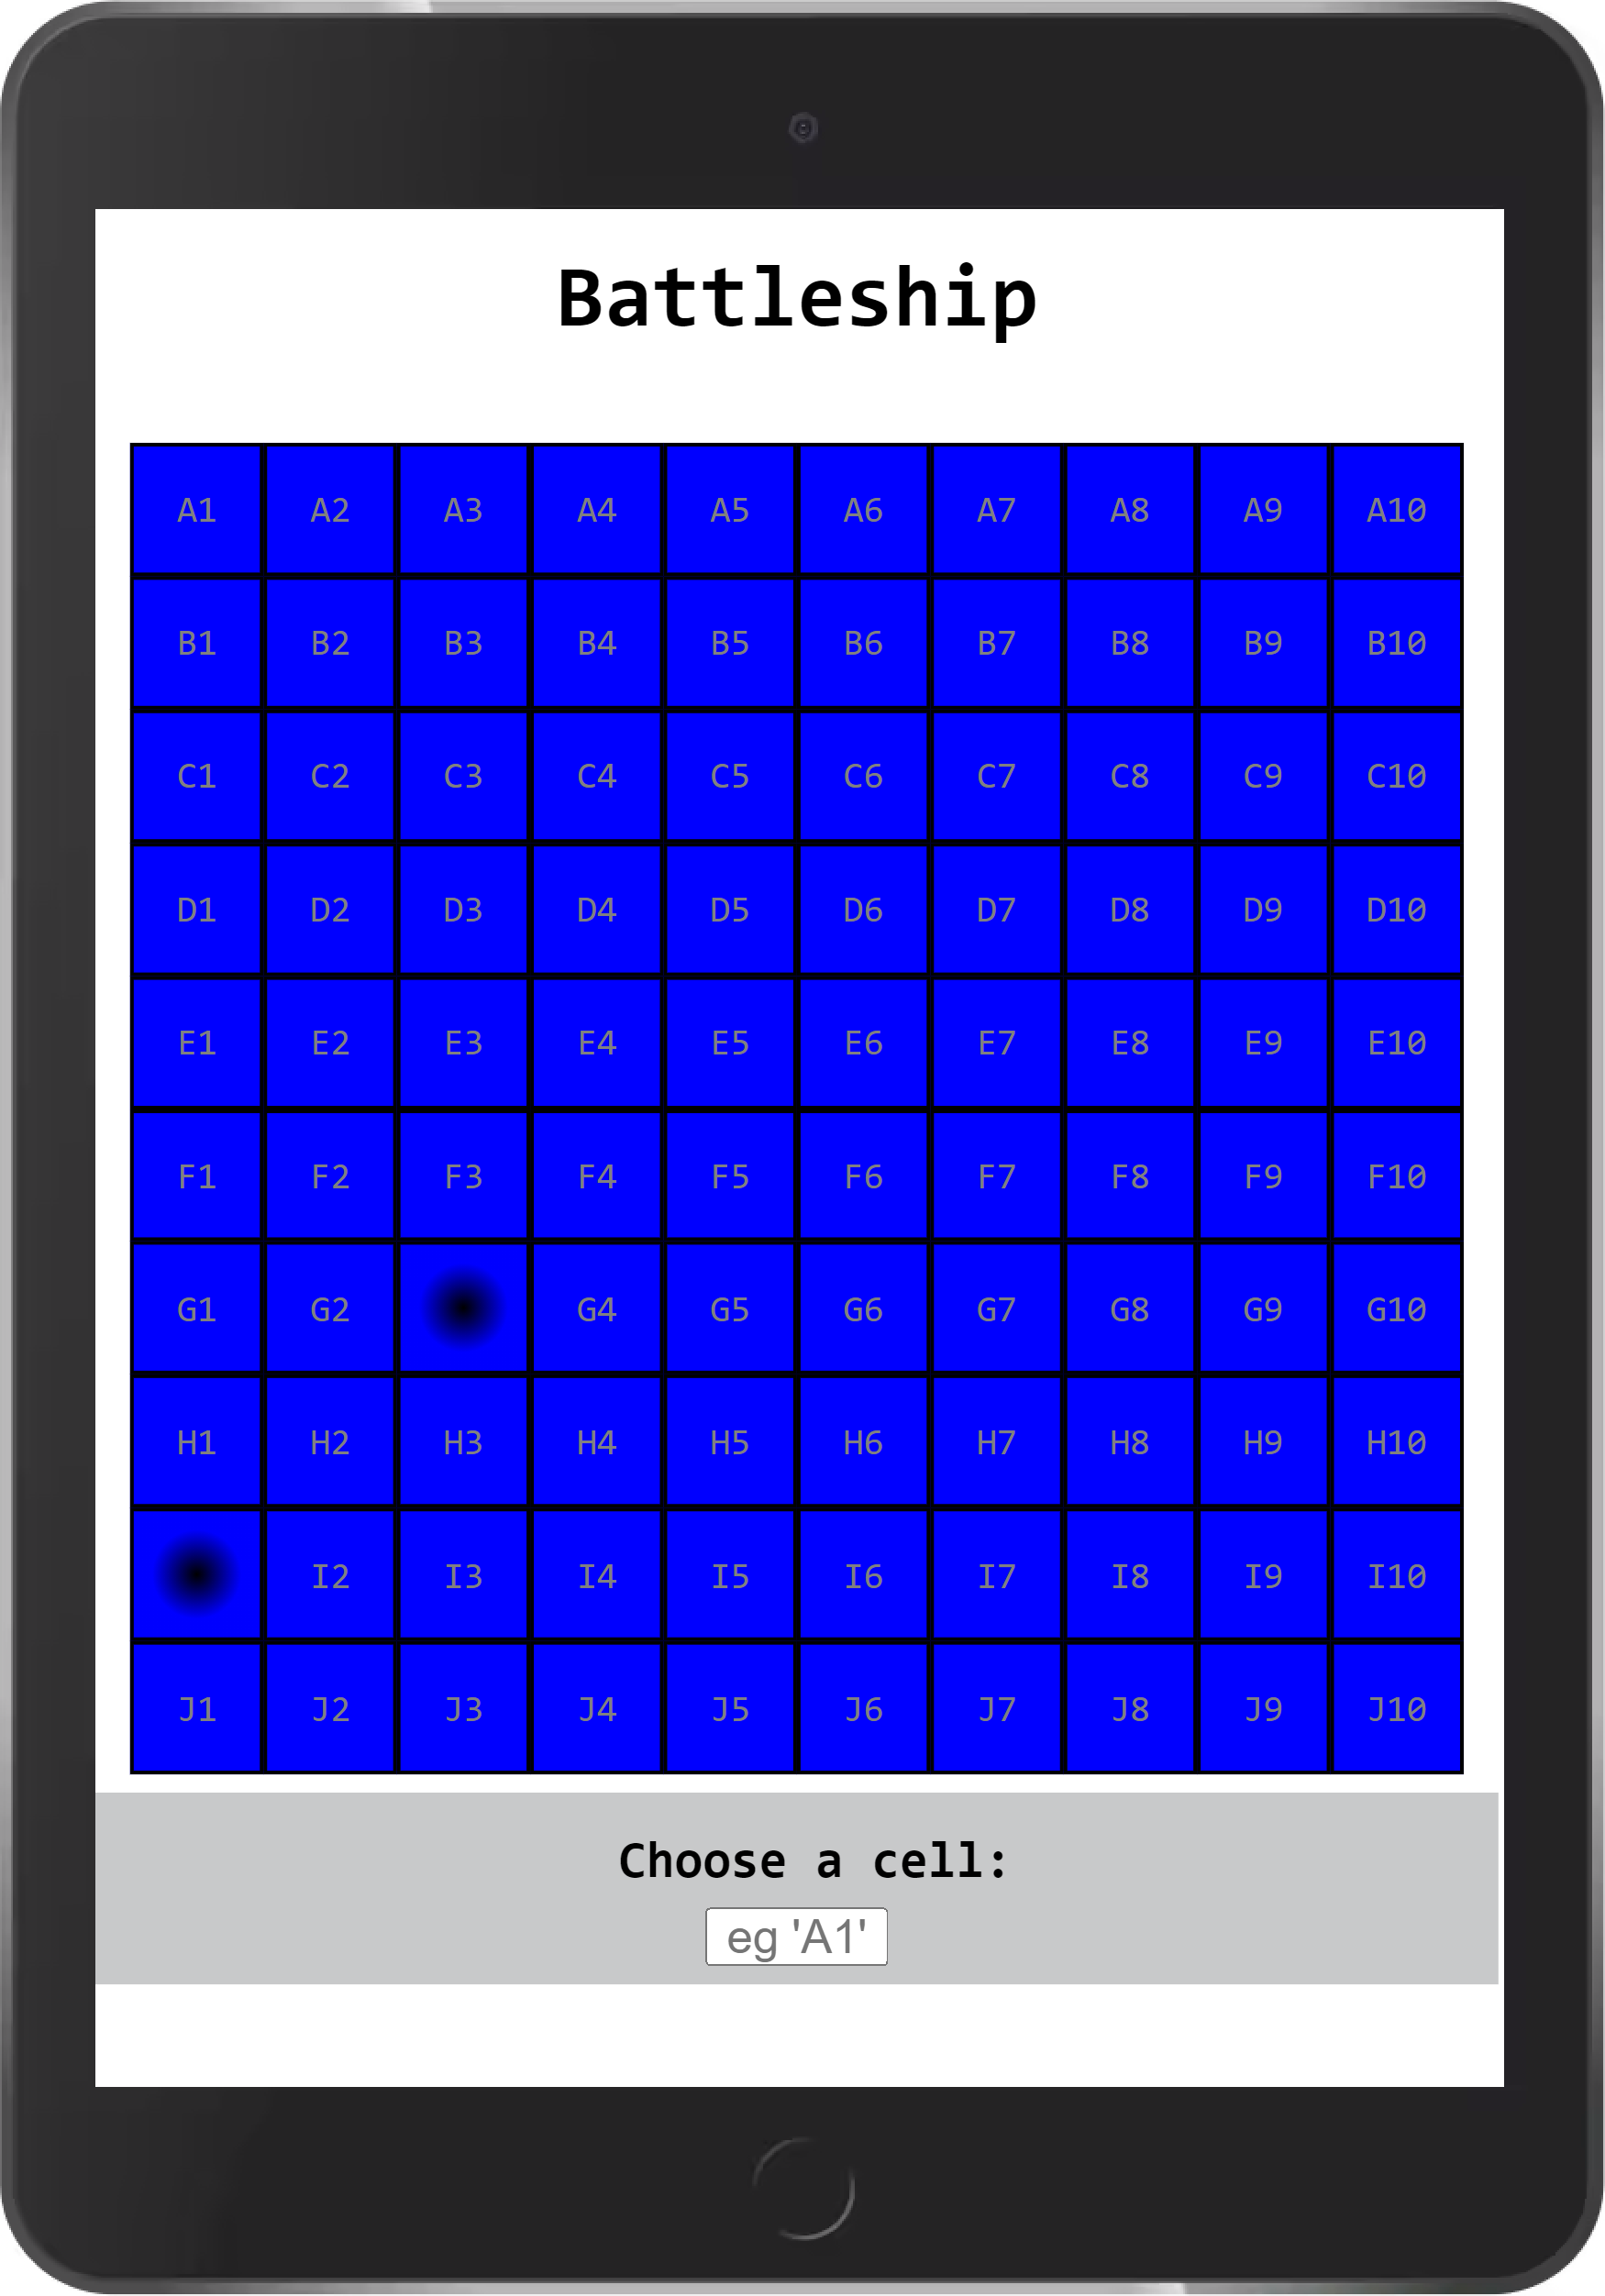 Battleship
A1 A2 A3 A4 A5 A6 A7 A8 A9 A10
B1 B2 B3 B4 B5 B6 B7 B8 B9 B10
C1 C2 C3 C4 C5 C6 C7 C8 C9 C10
D1 D2 D3 D4 D5 D6 D7 D8 D9 D10
E1 E2 E3 E4 E5 E6 E7 E8 E9 E10
F1 F2 F3 F4 F5 F6 F7 F8 F9 F10
G1 G2 G4 G5 G6 G7 G8 G9 G10
H1 H2 H3 H4 H5 H6 H7 H8 H9 H10
I2 I3 I4 I5 I6 I7 I8 I9 I10
J1 J2 J3 J4 J5 J6 J7 J8 J9 J10
Choose a cell:
eg 'A1'